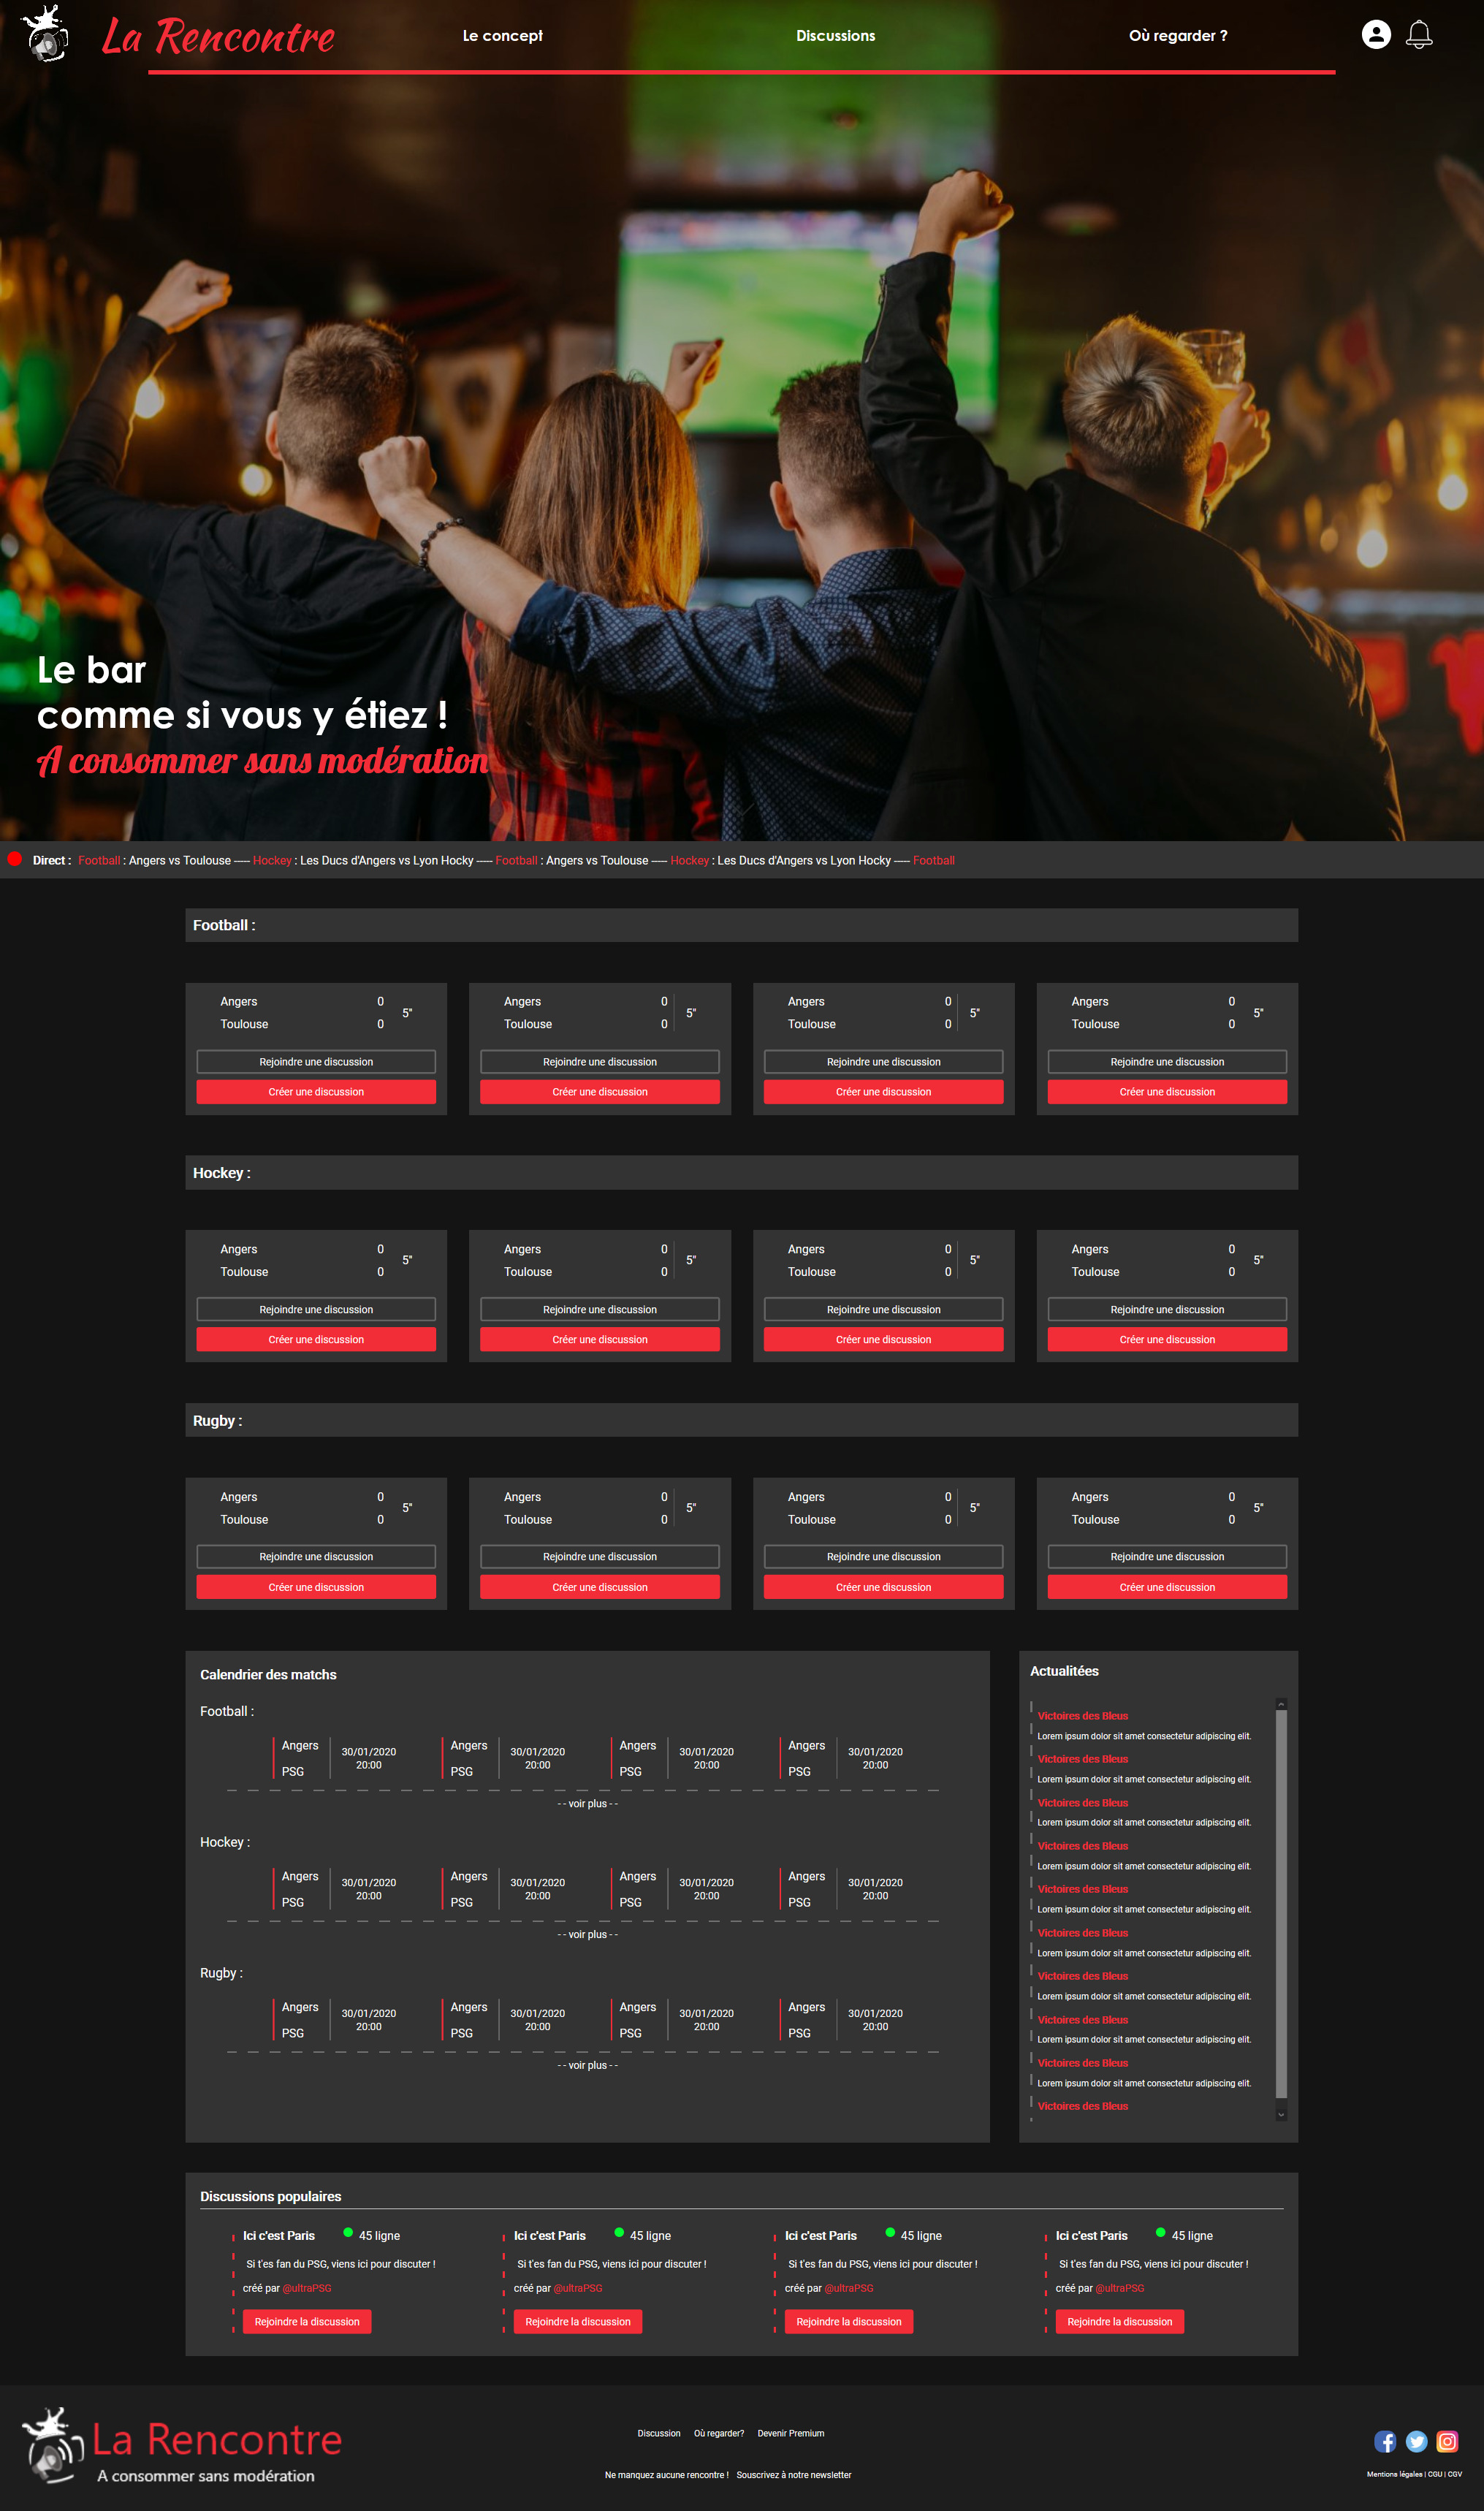 La Rencontre Le concept Discussions Où regarder ?
Le bar
comme si vous y étiez !
A consommer sans modération
Direct : Football : Angers vs Toulouse ----- Hockey : Les Ducs d'Angers vs Lyon Hocky ----- Football : Angers vs Toulouse ----- Hockey : Les Ducs d'Angers vs Lyon Hocky ----- Football
Football :
Angers 0 Angers 0 Angers 0 Angers 0
5" 5" 5" 5"
Toulouse 0 Toulouse 0 Toulouse 0 Toulouse 0
Rejoindre une discussion Rejoindre une discussion Rejoindre une discussion Rejoindre une discussion
Créer une discussion Créer une discussion Créer une discussion Créer une discussion
Hockey :
Angers 0 Angers 0 Angers 0 Angers 0
5" 5" 5" 5"
Toulouse 0 Toulouse 0 Toulouse 0 Toulouse 0
Rejoindre une discussion Rejoindre une discussion Rejoindre une discussion Rejoindre une discussion
Créer une discussion Créer une discussion Créer une discussion Créer une discussion
Rugby :
Angers 0 Angers 0 Angers 0 Angers 0
5" 5" 5" 5"
Toulouse 0 Toulouse 0 Toulouse 0 Toulouse 0
Rejoindre une discussion Rejoindre une discussion Rejoindre une discussion Rejoindre une discussion
Créer une discussion Créer une discussion Créer une discussion Créer une discussion
Calendrier des matchs
Football :
Angers Angers Angers Angers
30/01/2020 30/01/2020 30/01/2020 30/01/2020
20:00 20:00 20:00 20:00
PSG PSG PSG PSG
- - voir plus - -
Hockey :
Angers Angers Angers Angers
30/01/2020 30/01/2020 30/01/2020 30/01/2020
20:00 20:00 20:00 20:00
PSG PSG PSG PSG
- - voir plus - -
Rugby :
Angers Angers Angers Angers
30/01/2020 30/01/2020 30/01/2020 30/01/2020
20:00 20:00 20:00 20:00
PSG PSG PSG PSG
- - voir plus - -
Actualitées
Victoires des Bleus
Lorem ipsum dolor sit amet consectetur adipiscing elit.
Victoires des Bleus
Lorem ipsum dolor sit amet consectetur adipiscing elit.
Victoires des Bleus
Lorem ipsum dolor sit amet consectetur adipiscing elit.
Victoires des Bleus
Lorem ipsum dolor sit amet consectetur adipiscing elit.
Victoires des Bleus
Lorem ipsum dolor sit amet consectetur adipiscing elit.
Victoires des Bleus
Lorem ipsum dolor sit amet consectetur adipiscing elit.
Victoires des Bleus
Lorem ipsum dolor sit amet consectetur adipiscing elit.
Victoires des Bleus
Lorem ipsum dolor sit amet consectetur adipiscing elit.
Victoires des Bleus
Lorem ipsum dolor sit amet consectetur adipiscing elit.
Victoires des Bleus
Discussions populaires
Ici c'est Paris 45 ligne Ici c'est Paris 45 ligne Ici c'est Paris 45 ligne Ici c'est Paris 45 ligne
Si t'es fan du PSG, viens ici pour discuter ! Si t'es fan du PSG, viens ici pour discuter ! Si t'es fan du PSG, viens ici pour discuter ! Si t'es fan du PSG, viens ici pour discuter !
créé par @ultraPSG créé par @ultraPSG créé par @ultraPSG créé par @ultraPSG
Rejoindre la discussion Rejoindre la discussion Rejoindre la discussion Rejoindre la discussion
La Rencontre
A consommer sans modération
Discussion Où regarder? Devenir Premium
Ne manquez aucune rencontre ! Souscrivez à notre newsletter
Mentions légales | CGU | CGV